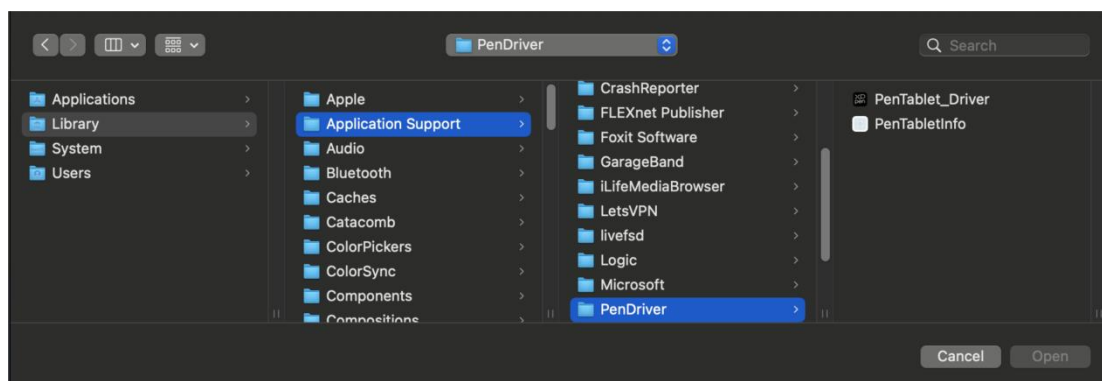 PenDriver
Search
Applications
Library
System
Users
Apple
Application Support
Audio
Bluetooth
Caches
Catacomb
ColorPickers
ColorSync
Components
Compositions
CrashReporter
FLEXnet Publisher
Foxit Software
GarageBand
iLifeMediaBrowser
LetsVPN
livefsd
Logic
Microsoft
PenDriver
PenTablet_Driver
PenTabletInfo
Cancel
Open